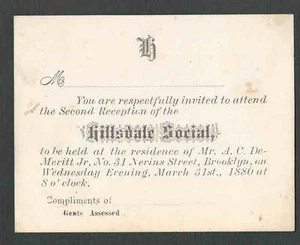 H
M
You are respectfully invited to attend
the Second Reception of the
Hillsdale Social,
to be held at the residence of Mr. A. C. De-
Meritt Jr, No. 31 Nevins Street, Brooklyn, on
Wednesday Evening, March 31st., 1880 at
8 o'clock.
Compliments of
Gents Assessed